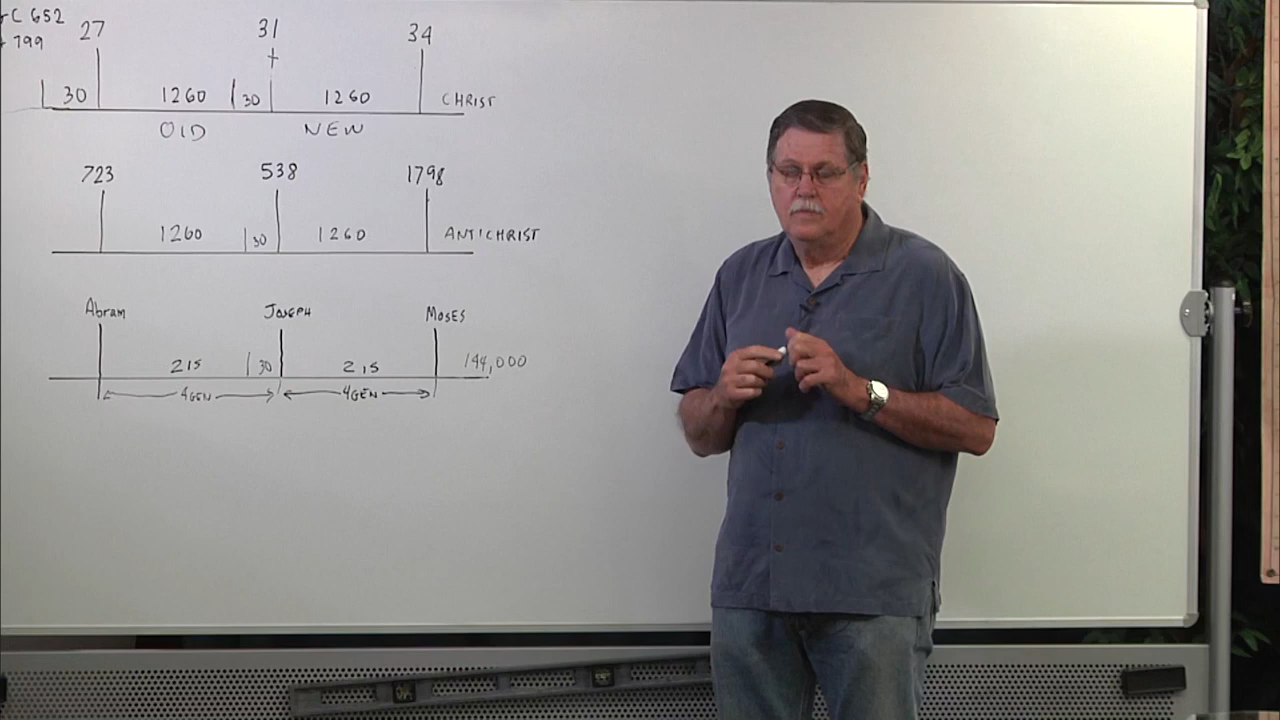 GC 652
27 31 34
799
30 1260 30 1260 CHRIST
OLD NEW
723 538 1798
1260 30 1260 ANTICHRIST
Abram JOSEPH MOSES
215 30 215 144,000
4GEN 4GEN